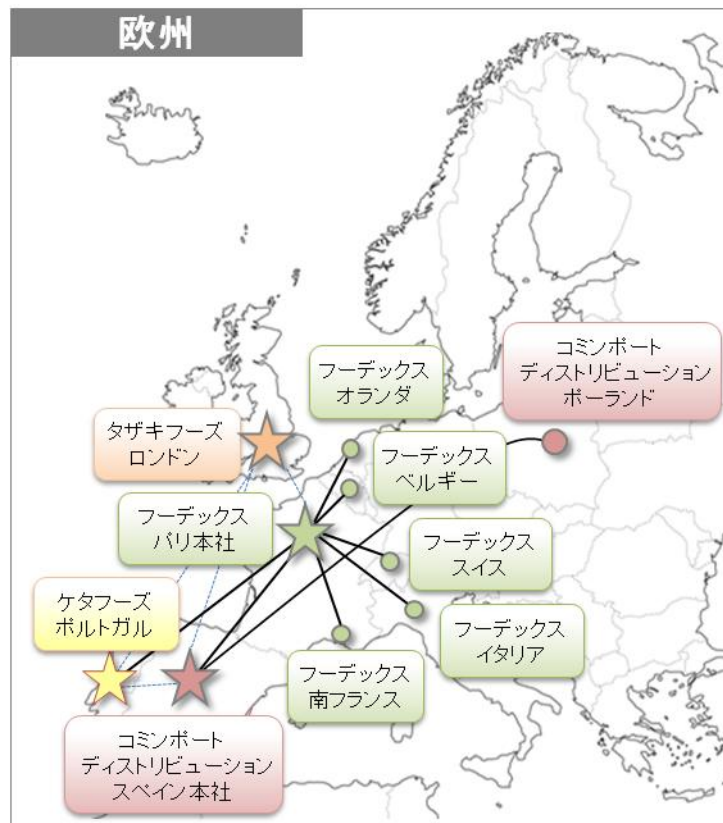 欧州
フーデックス
オランダ
コミンポート
ディストリビューション
ポーランド
タザキフーズ
ロンドン
フーデックス
ベルギー
フーデックス
パリ本社
フーデックス
スイス
ケタフーズ
ポルトガル
フーデックス
イタリア
フーデックス
南フランス
コミンポート
ディストリビューション
スペイン本社